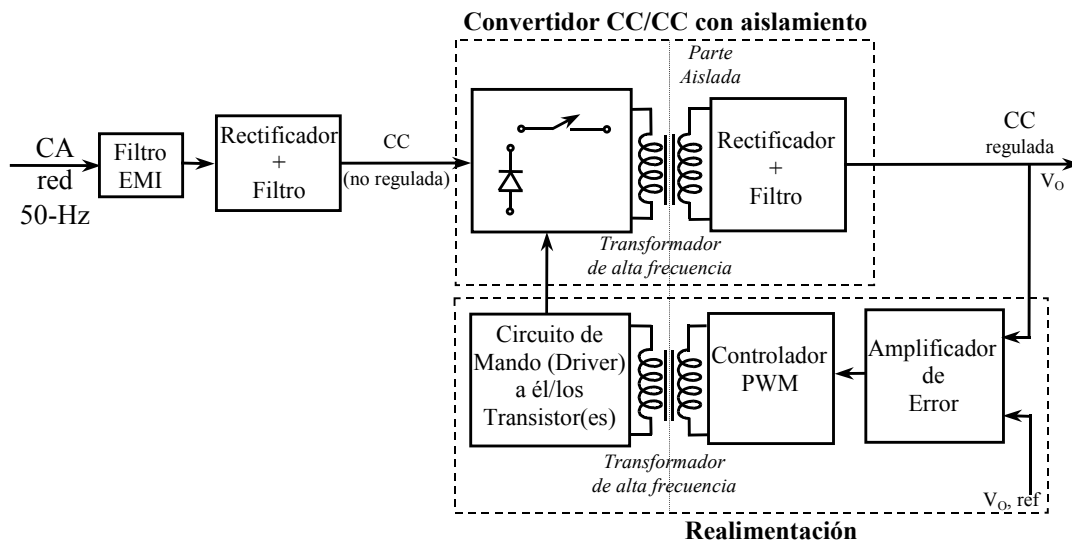 Convertidor CC/CC con aislamiento
Parte
Aislada
CA
red
50-Hz
Filtro
EMI
Rectificador
+
Filtro
CC
(no regulada)
Rectificador
+
Filtro
CC
regulada
V_O
Transformador
de alta frecuencia
Circuito de
Mando (Driver)
a él/los
Transistor(es)
Controlador
PWM
Amplificador
de
Error
Transformador
de alta frecuencia
V_O, ref
Realimentación